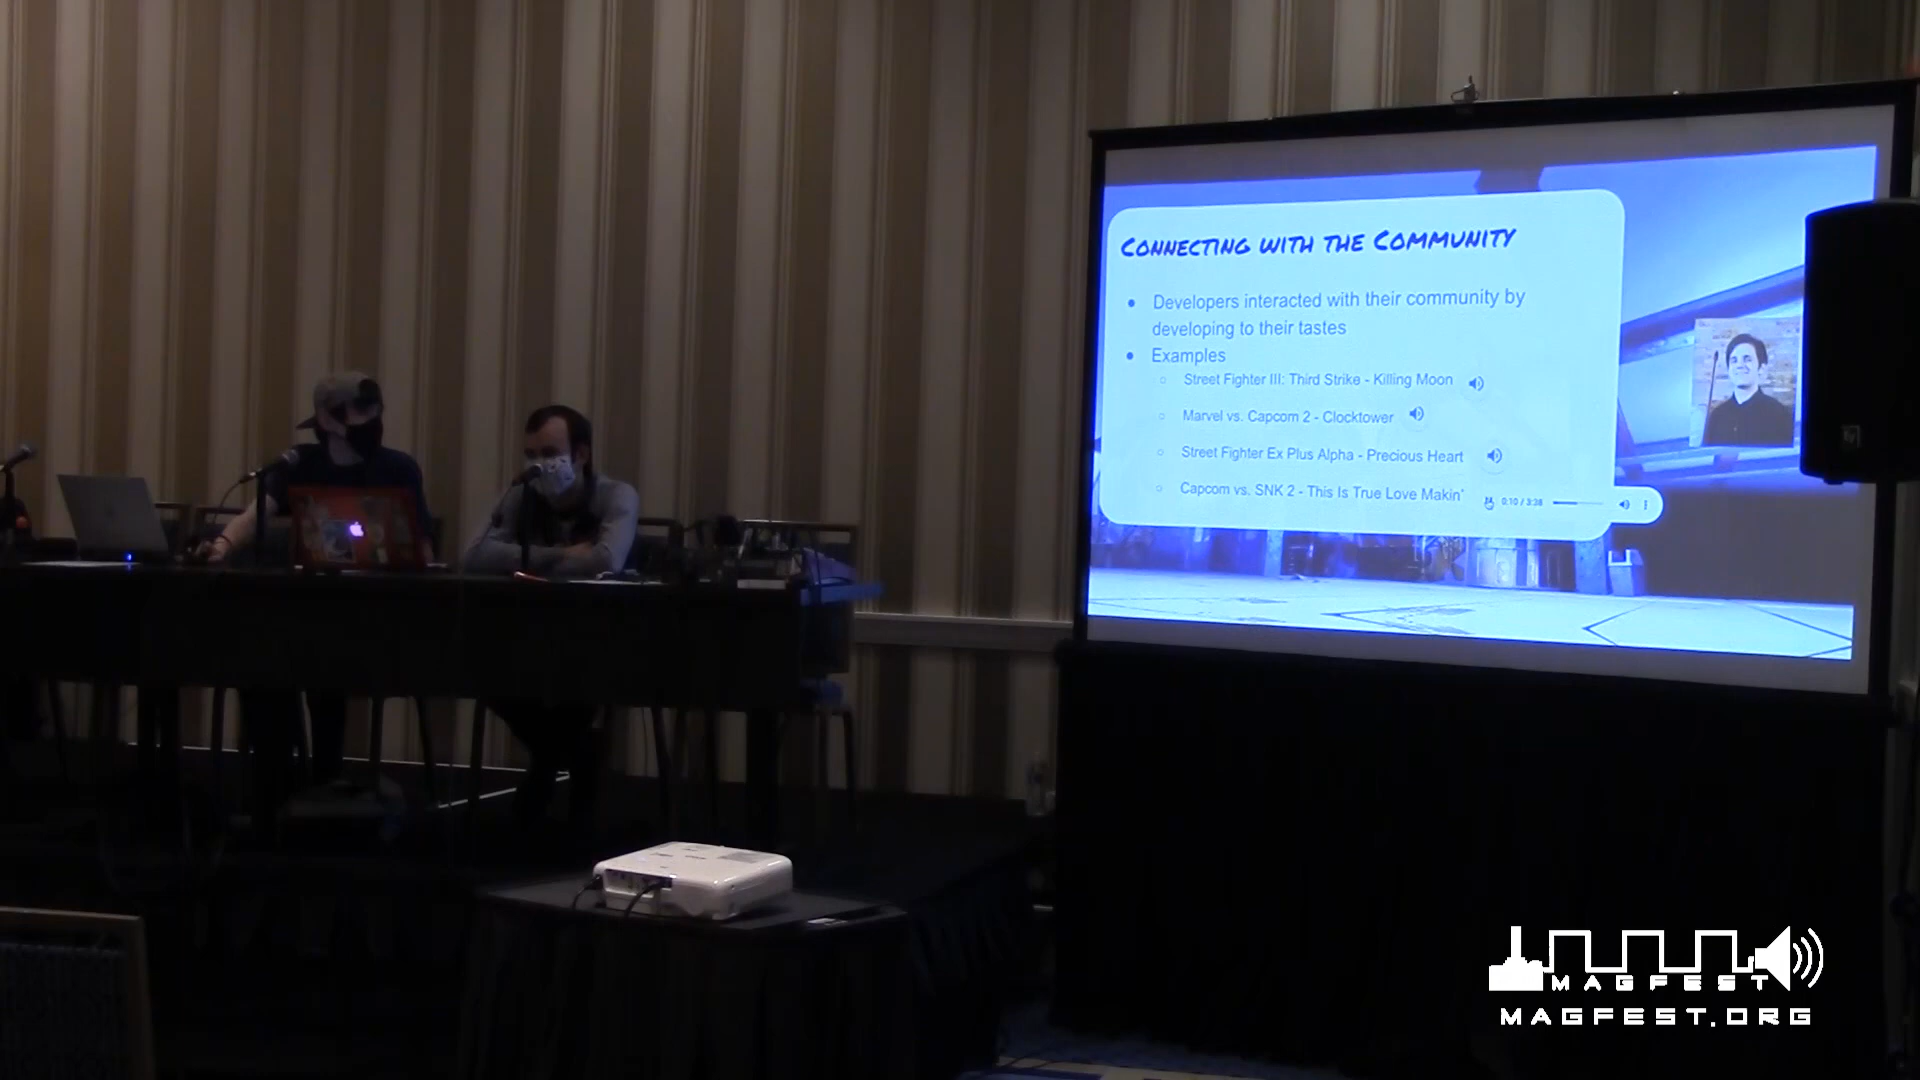 Connecting with the Community
Developers interacted with their community by
developing to their tastes
Examples
Street Fighter III: Third Strike - Killing Moon
Marvel vs. Capcom 2 - Clocktower
Street Fighter Ex Plus Alpha - Precious Heart
Capcom vs. SNK 2 - This Is True Love Makin'
0:10 / 3:38
MAGFEST
MAGFEST.ORG